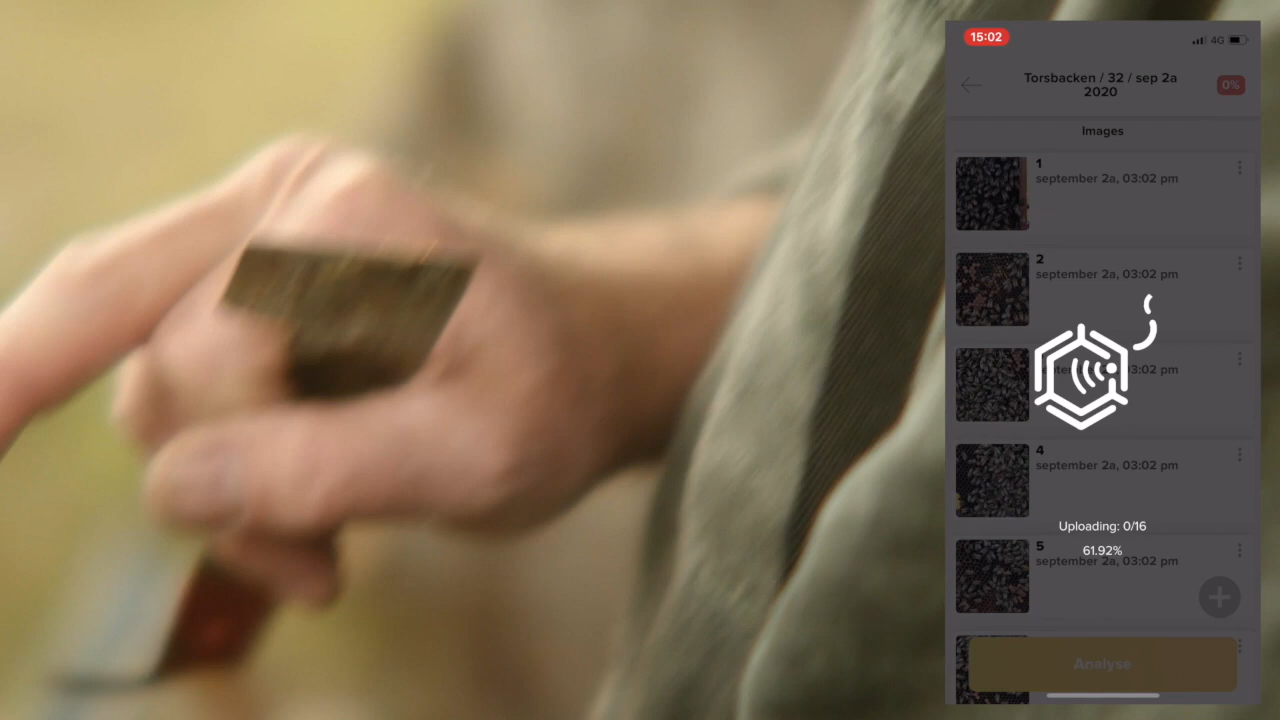 15:02
4G
Torsbacken / 32 / sep 2a
2020
0%
Images
1
september 2a, 03:02 pm
2
september 2a, 03:02 pm
03:02 pm
4
september 2a, 03:02 pm
Uploading: 0/16
61.92%
5
september 2a, 03:02 pm
Analyse